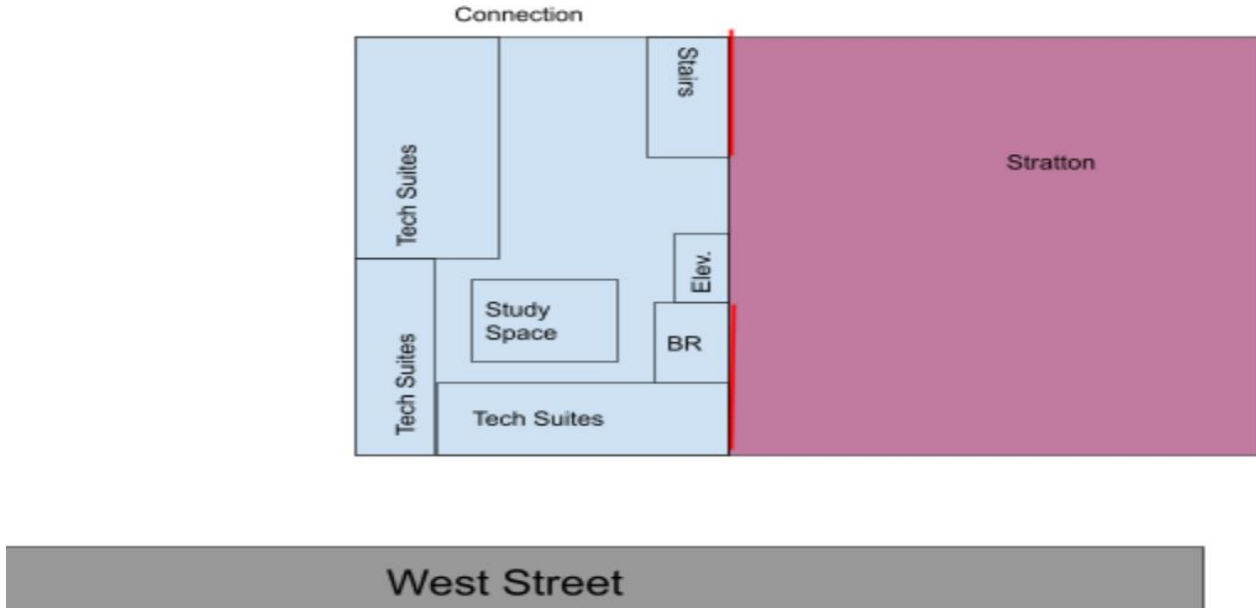 Connection
Stairs
Stratton
Tech Suites
Elev.
Study
Space
BR
Tech Suites
Tech Suites
West Street